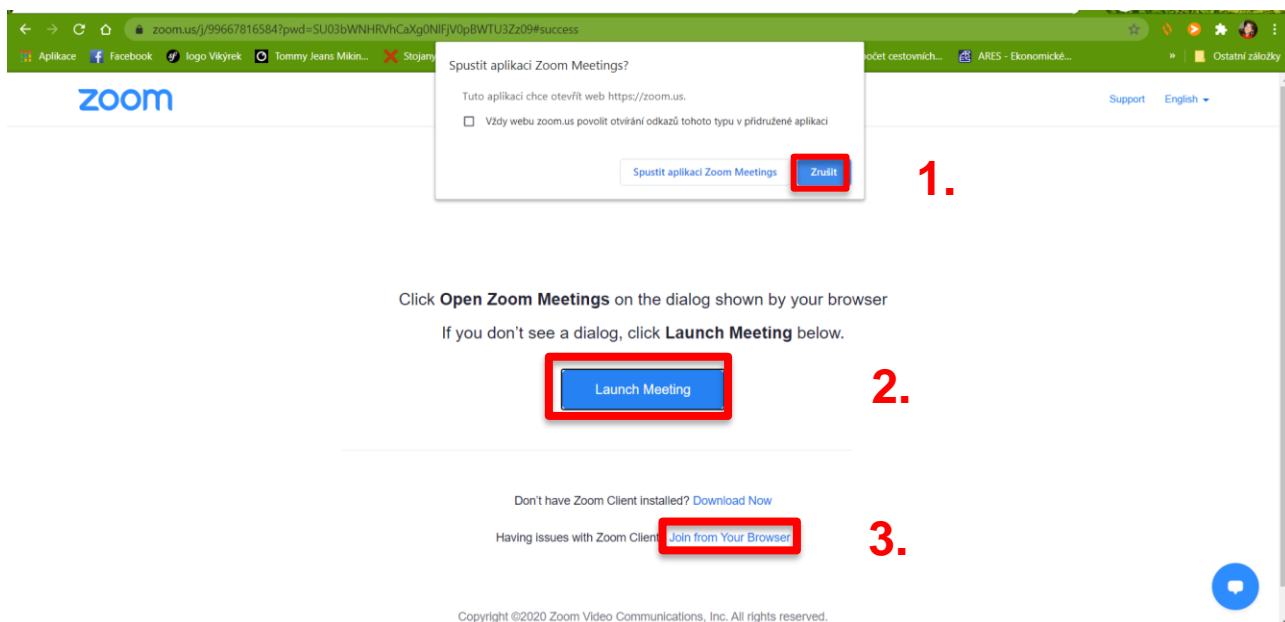 zoom.us/j/99667816584?pwd=SU03bWNHRVhCaXg0NlFjV0pBWTU3Zz09#success
Aplikace Facebook logo Vikýrek Tommy Jeans Mikin... Stojany očet cestovních... ARES - Ekonomické... » Ostatní záložky
Spustit aplikaci Zoom Meetings?
Tuto aplikaci chce otevřít web https://zoom.us.
Vždy webu zoom.us povolit otvírání odkazů tohoto typu v přidružené aplikaci
Spustit aplikaci Zoom Meetings Zrušit
zoom
Support English
1.
Click Open Zoom Meetings on the dialog shown by your browser
If you don't see a dialog, click Launch Meeting below.
Launch Meeting
2.
Don't have Zoom Client installed? Download Now
Having issues with Zoom Client Join from Your Browser
3.
Copyright ©2020 Zoom Video Communications, Inc. All rights reserved.